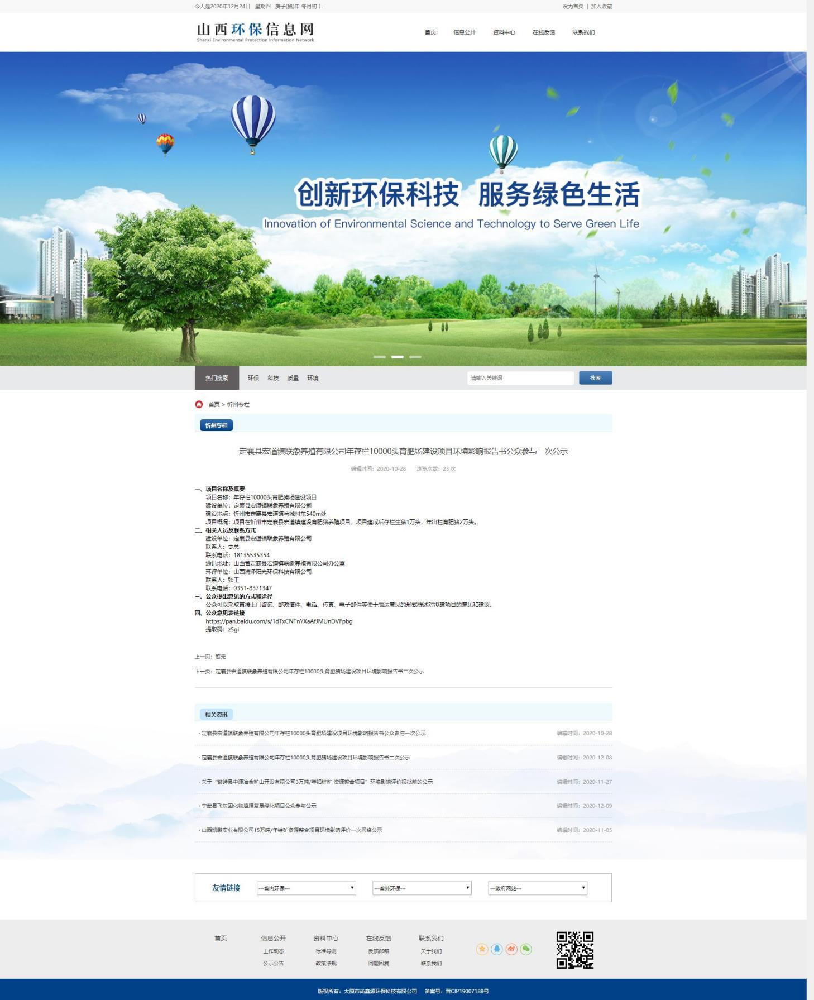 今天是2020年12月24日 星期四 庚子(鼠)年 冬月初十
设为首页 | 加入收藏
山西环保信息网
Shanxi Environmental Protection Information Network
首页 信息公开 资料中心 在线反馈 联系我们
创新环保科技 服务绿色生活
Innovation of Environmental Science and Technology to Serve Green Life
热门搜索 环保 科技 质量 环境
请输入关键词 搜索
首页 > 忻州专栏
忻州专栏
定襄县宏道镇联象养殖有限公司年存栏10000头育肥场建设项目环境影响报告书公众参与一次公示
编辑时间：2020-10-28 浏览次数：23 次
一、项目名称及概要
项目名称：年存栏10000头育肥猪场建设项目
建设单位：定襄县宏道镇联象养殖有限公司
建设地点：忻州市定襄县宏道镇马城村东540m处
项目概况：项目在忻州市定襄县宏道镇建设育肥猪养殖项目，项目建成后存栏生猪1万头，年出栏育肥猪2万头。
二、相关人员及联系方式
建设单位：定襄县宏道镇联象养殖有限公司
联系人：史总
联系电话：18135535354
通讯地址：山西省定襄县宏道镇联象养殖有限公司办公室
环评单位：山西清泽阳光环保科技有限公司
联系人：张工
联系电话：0351-8371347
三、公众提出意见的方式和途径
公众可以采取直接上门咨询、邮政信件、电话、传真、电子邮件等便于表达意见的形式陈述对拟建项目的意见和建议。
四、公众意见表链接
https://pan.baidu.com/s/1dTxCNTnYXaAfJMUnDVFpbg
提取码：z5gi
上一页：暂无
下一页：定襄县宏道镇联象养殖有限公司年存栏10000头育肥猪场建设项目环境影响报告书二次公示
相关资讯
· 定襄县宏道镇联象养殖有限公司年存栏10000头育肥场建设项目环境影响报告书公众参与一次公示 编辑时间：2020-10-28
· 定襄县宏道镇联象养殖有限公司年存栏10000头育肥猪场建设项目环境影响报告书二次公示 编辑时间：2020-12-08
· 关于“繁峙县中源冶金矿山开发有限公司3万吨/年铅锌矿 资源整合项目”环境影响评价报批前的公示 编辑时间：2020-11-27
· 宁武县飞灰固化物填埋复垦绿化项目公众参与公示 编辑时间：2020-12-09
· 山西凯鹏实业有限公司15万吨/年铁矿资源整合项目环境影响评价一次网络公示 编辑时间：2020-11-05
友情链接 ---省内环保--- ---省外环保--- ---政府网站---
首页 信息公开 资料中心 在线反馈 联系我们
工作动态 标准导则 反馈邮箱 关于我们
公示公告 政策法规 问题回复 联系我们
版权所有：太原市尚鑫源环保科技有限公司 备案号：晋CIP19007188号